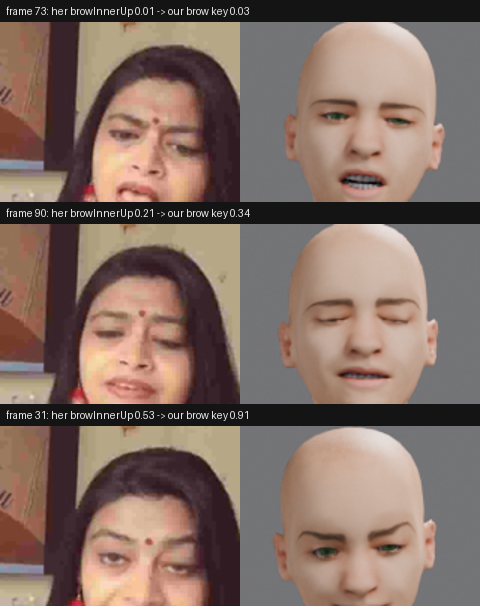 frame 73: her browInnerUp 0.01 -> our brow key 0.03
frame 90: her browInnerUp 0.21 -> our brow key 0.34
frame 31: her browInnerUp 0.53 -> our brow key 0.91